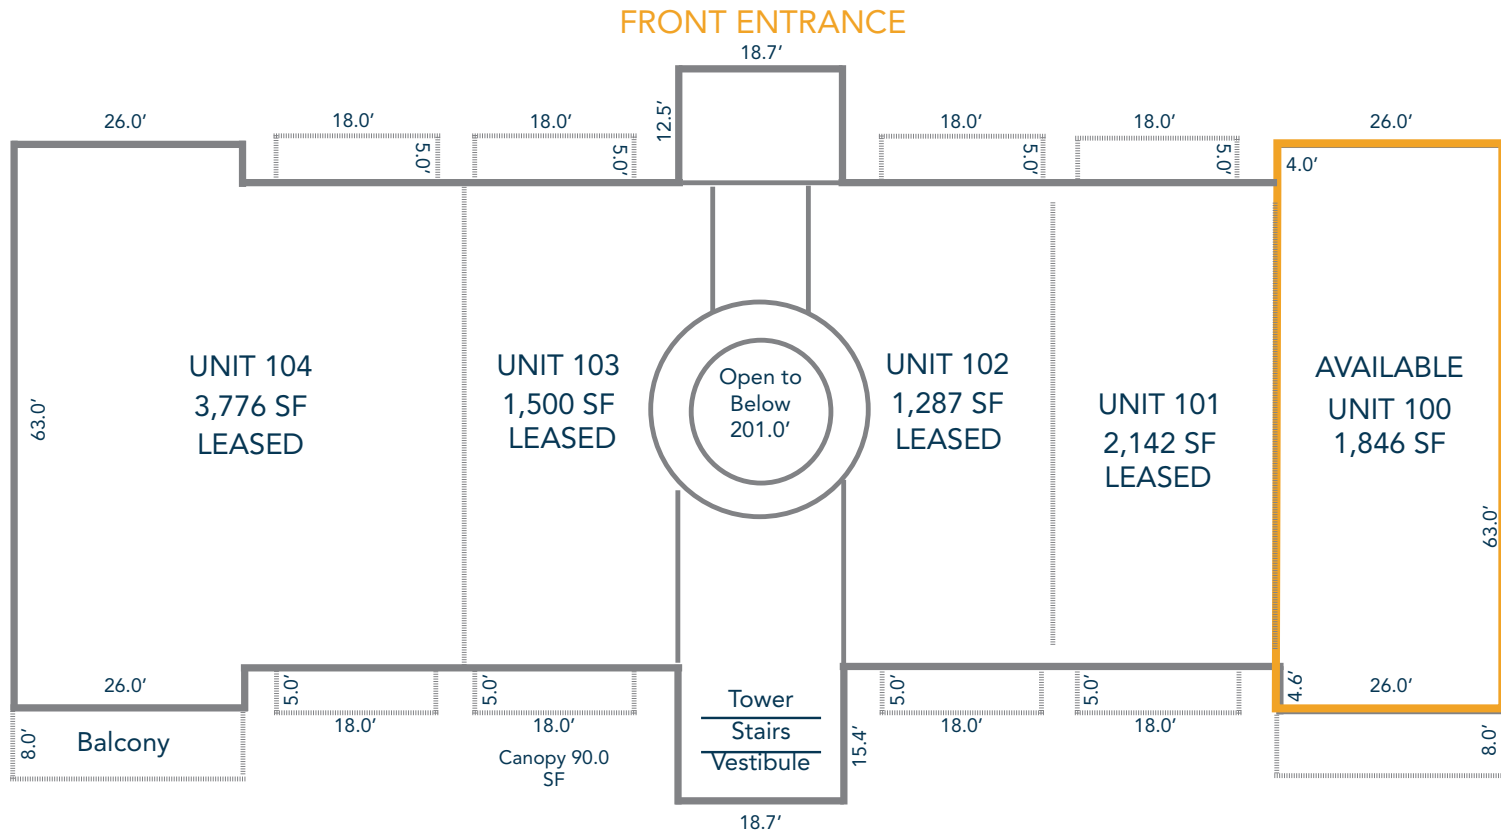 FRONT ENTRANCE
18.7’
12.5’
26.0’
18.0’
18.0’
18.0’
18.0’
26.0’
5.0’
5.0’
5.0’
5.0’
4.0’
UNIT 104
3,776 SF
LEASED
63.0’
UNIT 103
1,500 SF
LEASED
Open to
Below
201.0’
UNIT 102
1,287 SF
LEASED
UNIT 101
2,142 SF
LEASED
AVAILABLE
UNIT 100
1,846 SF
63.0’
26.0’
5.0’
5.0’
5.0’
5.0’
4.6’
26.0’
8.0’
Balcony
18.0’
18.0’
Canopy 90.0
SF
Tower
Stairs
Vestibule
15.4’
18.0’
18.0’
8.0’
18.7’